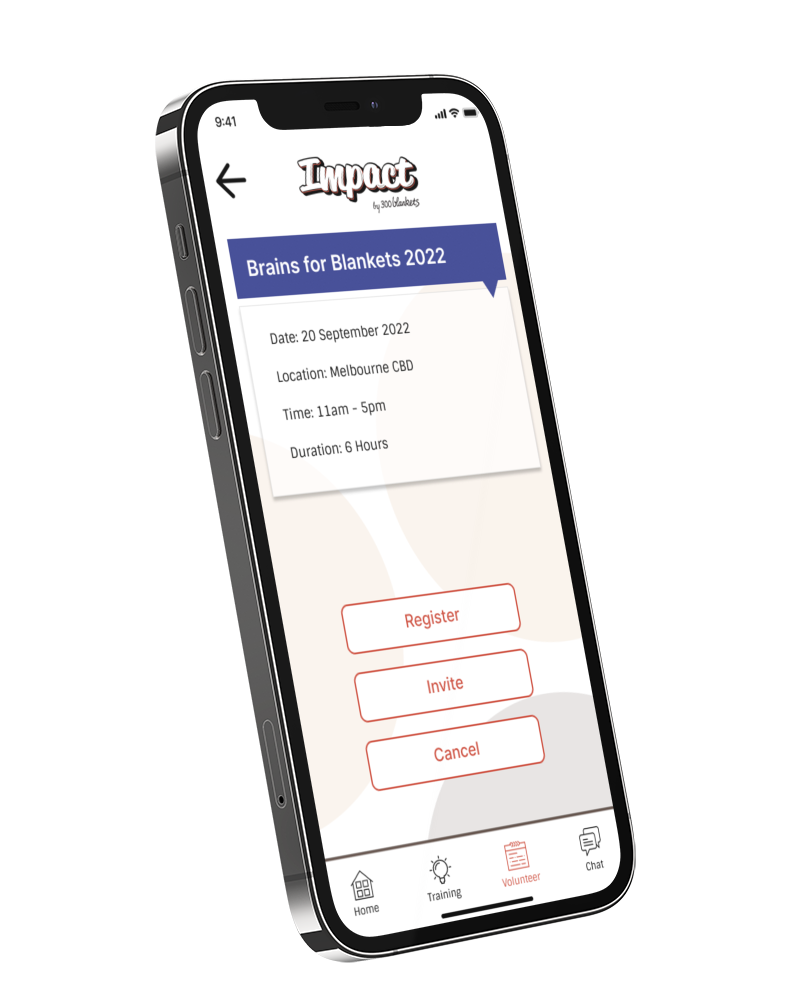 9:41
Impact
by 300 blankets
Brains for Blankets 2022
Date: 20 September 2022
Location: Melbourne CBD
Time: 11am - 5pm
Duration: 6 Hours
Register
Invite
Cancel
Home
Training
Volunteer
Chat